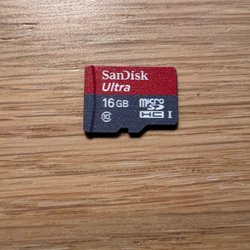 SanDisk
Ultra
16GB micro SD
10 HC I